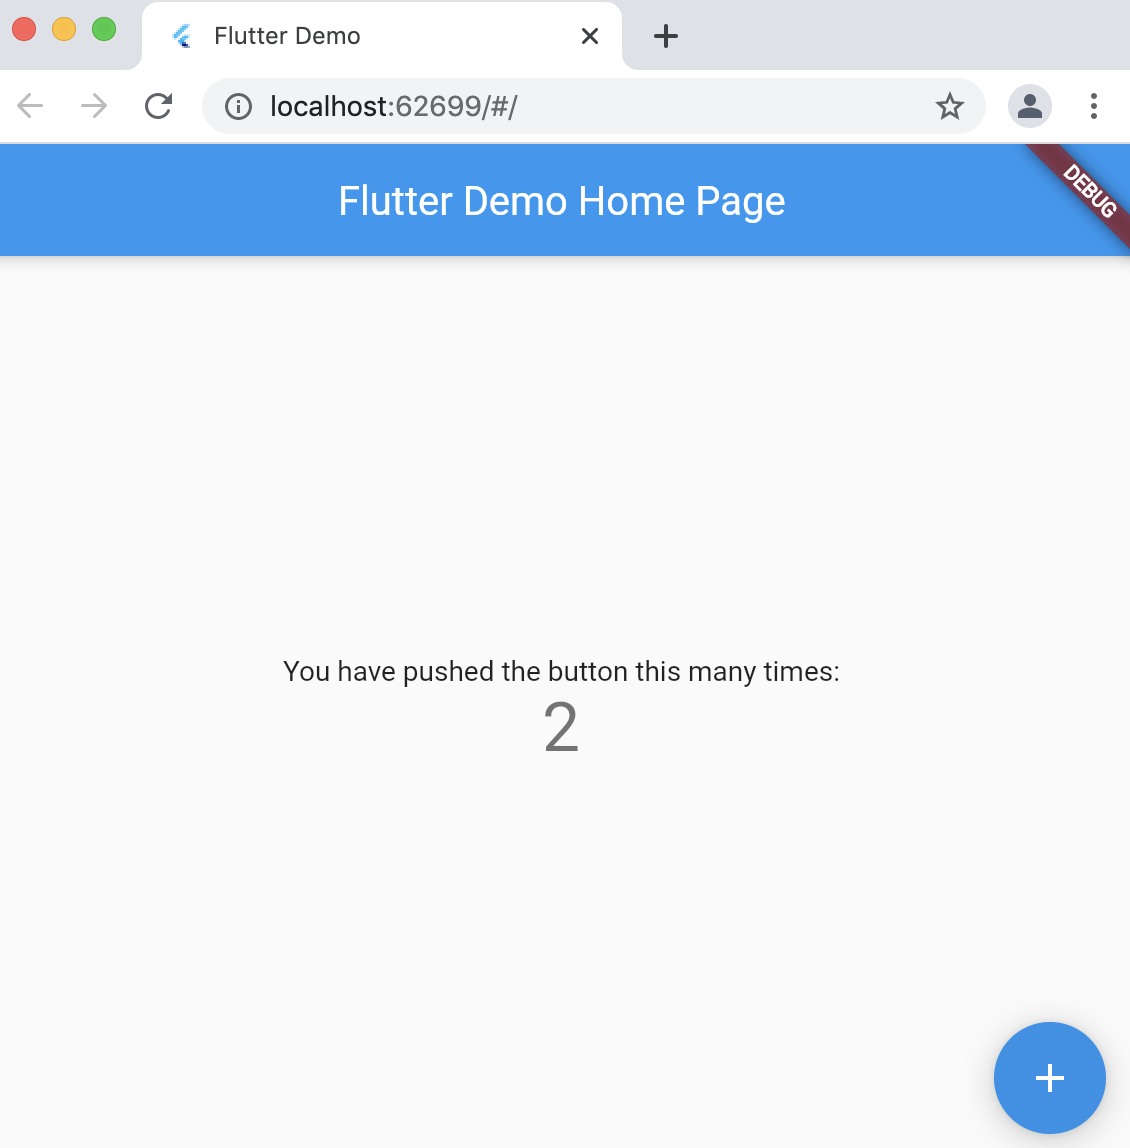 Flutter Demo
localhost:62699/#/
Flutter Demo Home Page
DEBUG
You have pushed the button this many times:
2